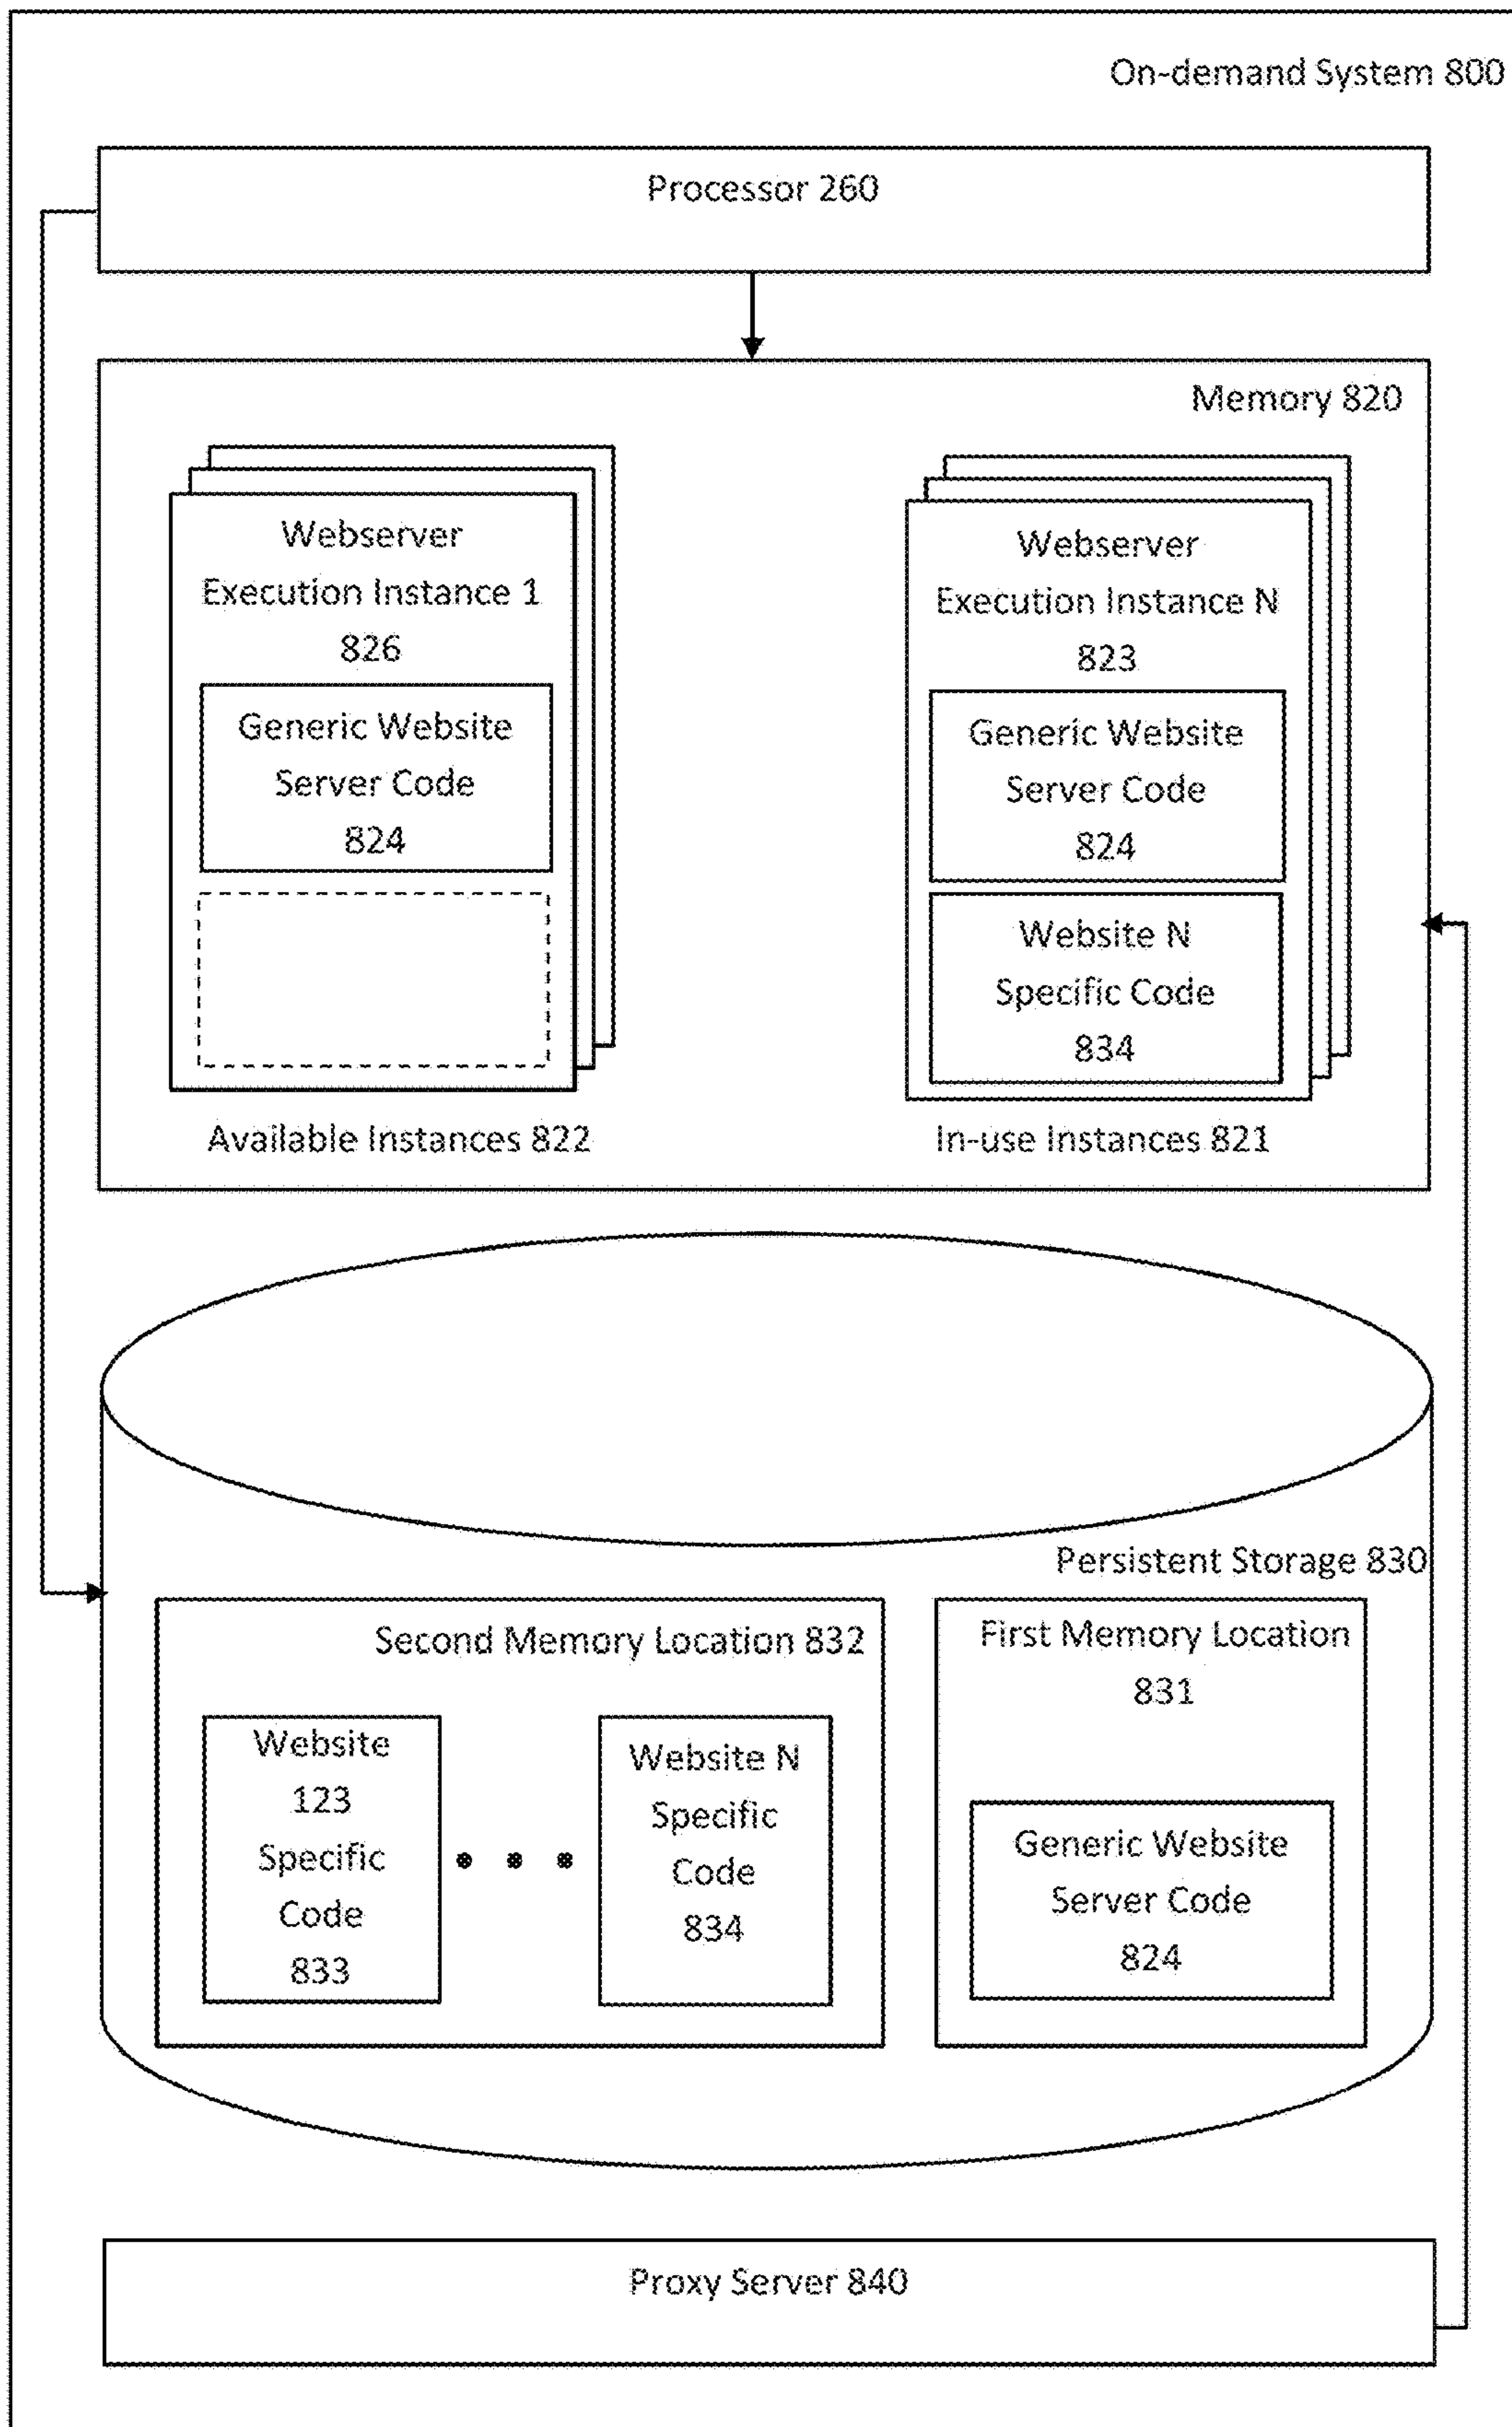 On-demand System 800
Processor 260
Memory 820
Webserver
Execution Instance 1
826
Generic Website
Server Code
824
Available Instances 822
Webserver
Execution Instance N
823
Generic Website
Server Code
824
Website N
Specific Code
834
In-use Instances 821
Persistent Storage 830
Second Memory Location 832
Website
123
Specific
Code
833
Website N
Specific
Code
834
First Memory Location
831
Generic Website
Server Code
824
Proxy Server 840